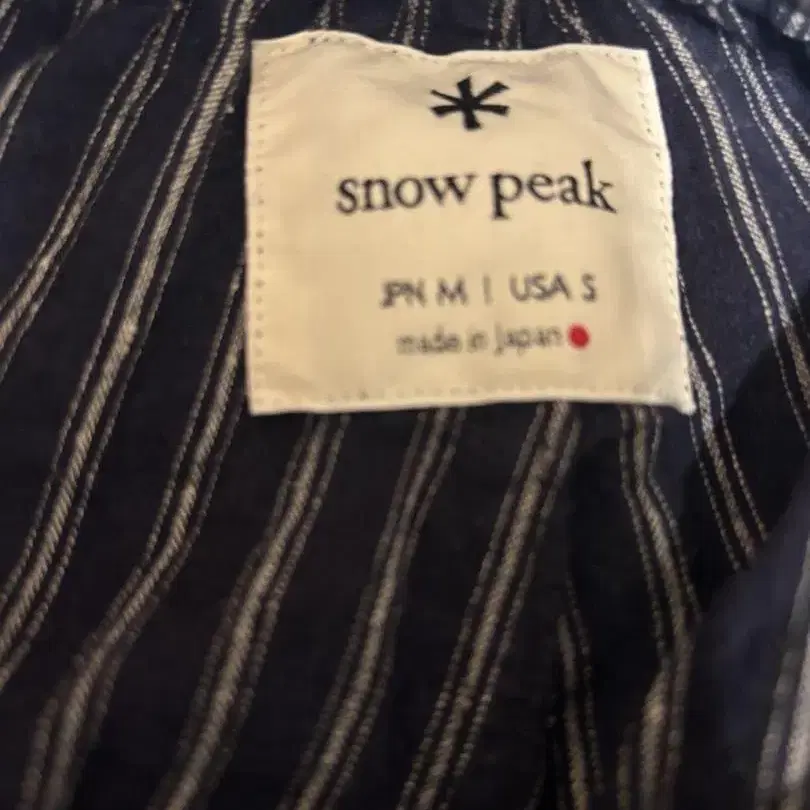 snow peak
JPN M | USA S
made in Japan